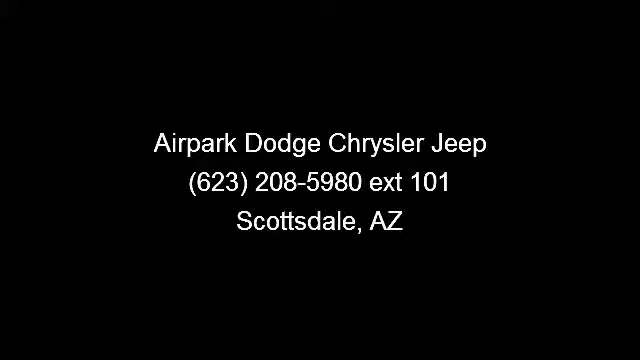 Airpark Dodge Chrysler Jeep
(623) 208-5980 ext 101
Scottsdale, AZ